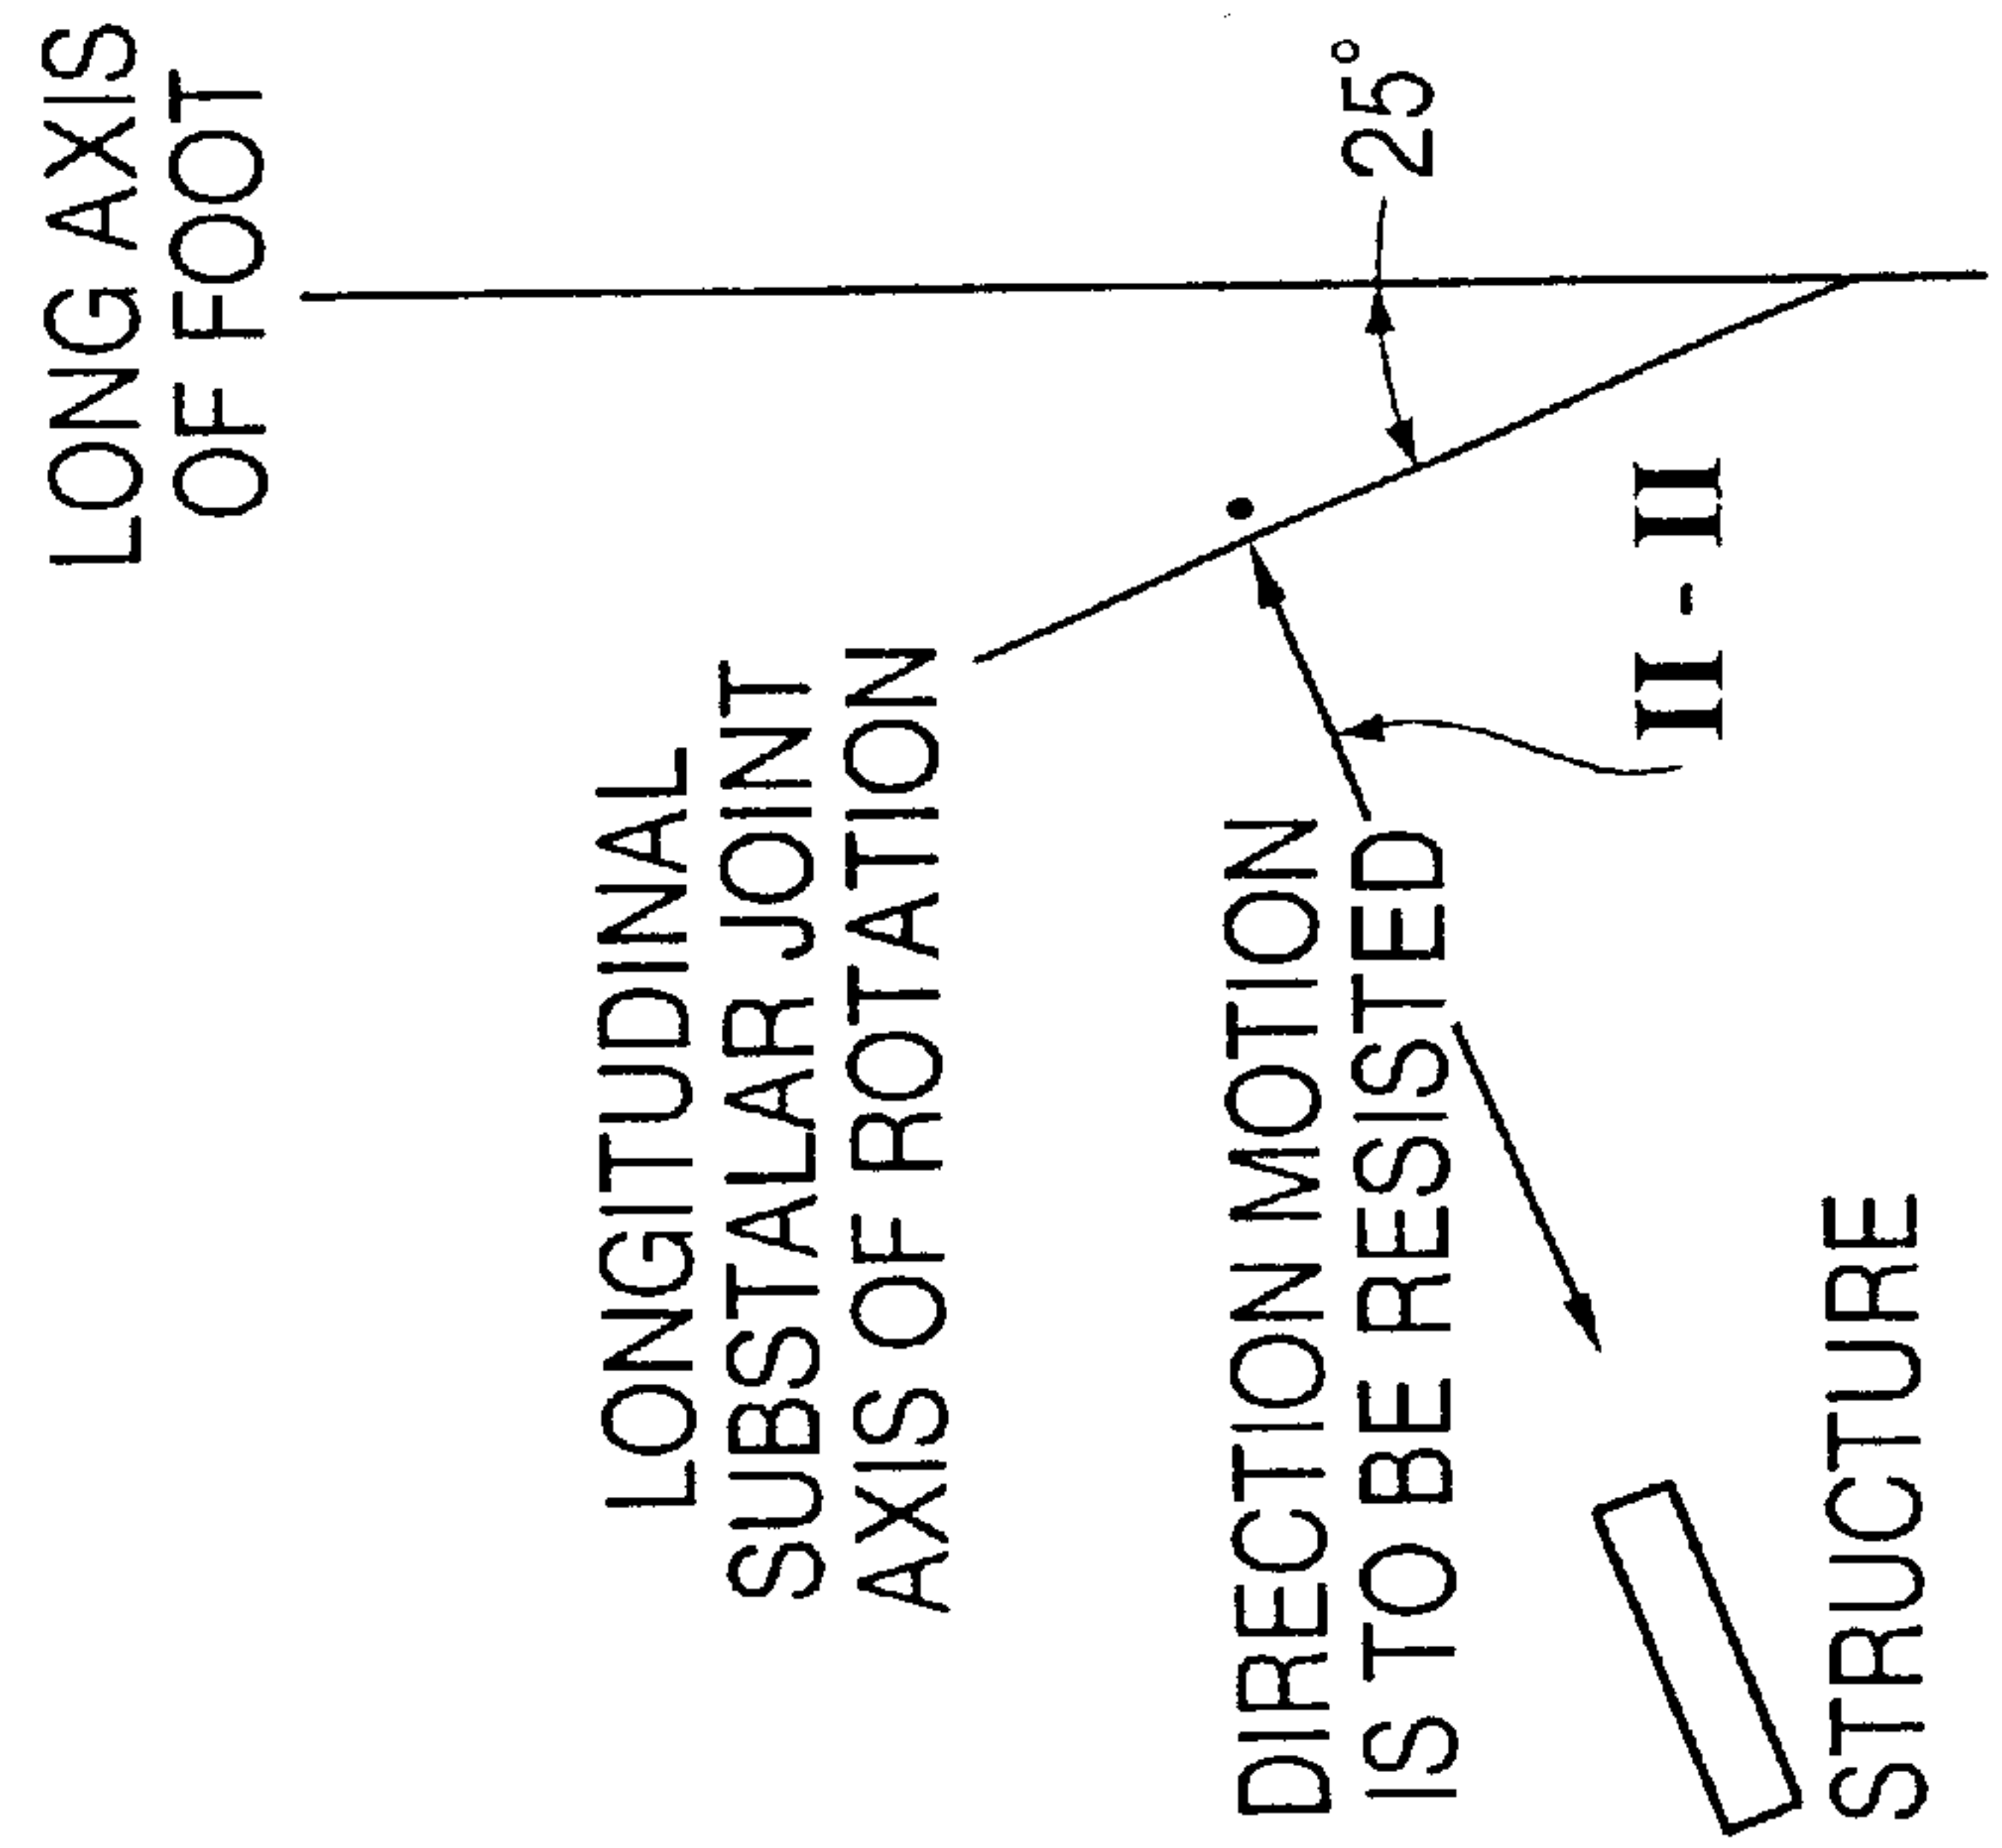 LONG AXIS
OF FOOT
25°
LONGITUDINAL
SUBSTALAR JOINT
AXIS OF ROTATION
DIRECTION MOTION
IS TO BE RESISTED
II - II
STRUCTURE